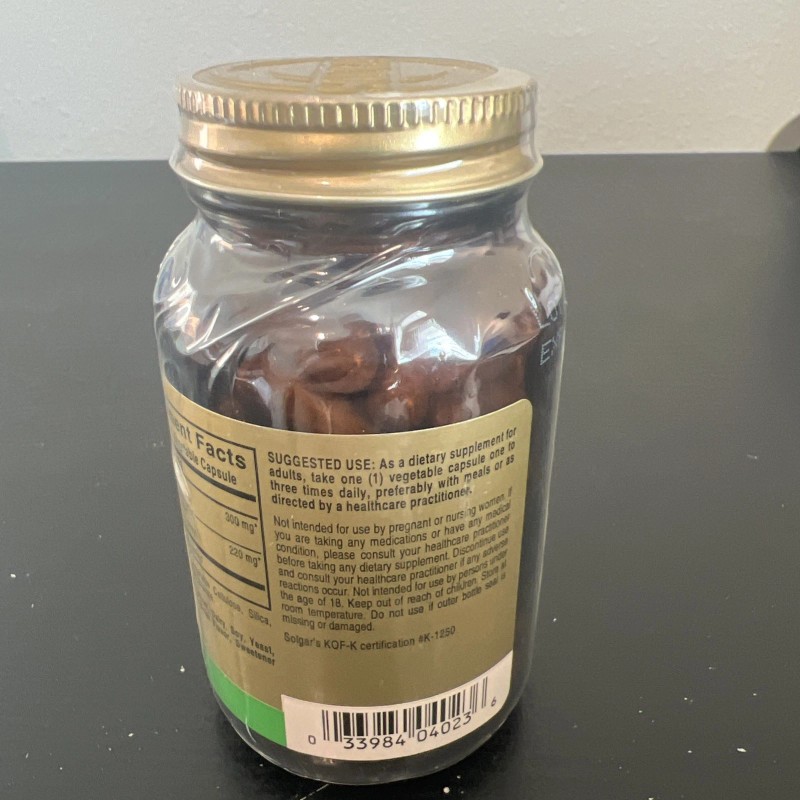 ent Facts
Capsule
300 mg*
220 mg*
Cellulose, Silica,
Soy, Yeast,
Sweetener
SUGGESTED USE: As a dietary supplement for
adults, take one (1) vegetable capsule one to
three times daily, preferably with meals or as
directed by a healthcare practitioner.
Not intended for use by pregnant or nursing women. If
you are taking any medications or have any medical
condition, please consult your healthcare practitioner
before taking any dietary supplement. Discontinue use
and consult your healthcare practitioner if any adverse
reactions occur. Not intended for use by persons under
the age of 18. Keep out of reach of children. Store at
room temperature. Do not use if outer bottle seal is
missing or damaged.
Solgar's KOF-K certification #K-1250
0 33984 04023 6